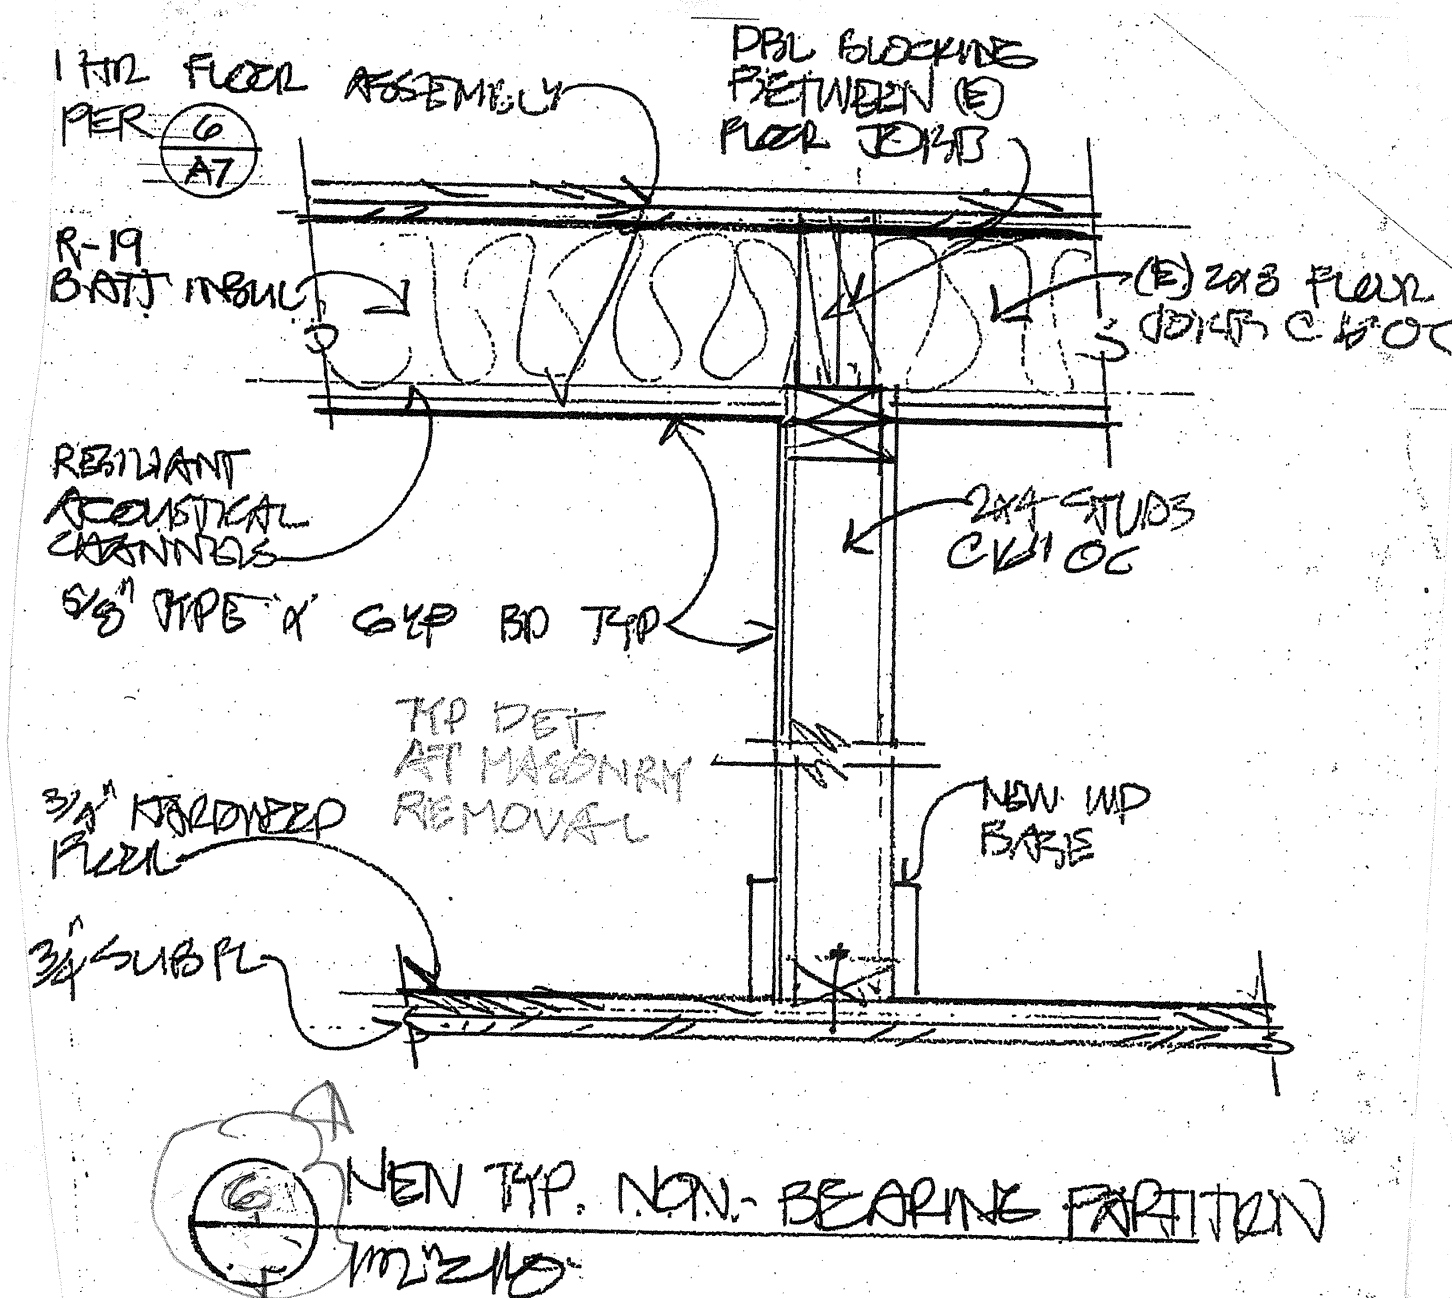 1 HR FLOOR ASSEMBLY
PER 6
A7
DBL BLOCKING
BETWEEN (E)
FLOOR JOISTS
R-19
BATT INSUL
(E) 2x8 FLOOR
JOISTS C 16" OC
RESILIANT
ACOUSTICAL
CHANNELS
2x4 STUDS
C 16" OC
5/8" TYPE 'X' GYP BD TYP
TYP DET
AT MASONRY
REMOVAL
3/4" HARDWOOD
FLOOR
NEW WD
BASE
3/4" SUBFL
6
NEW TYP. NON-BEARING PARTITION